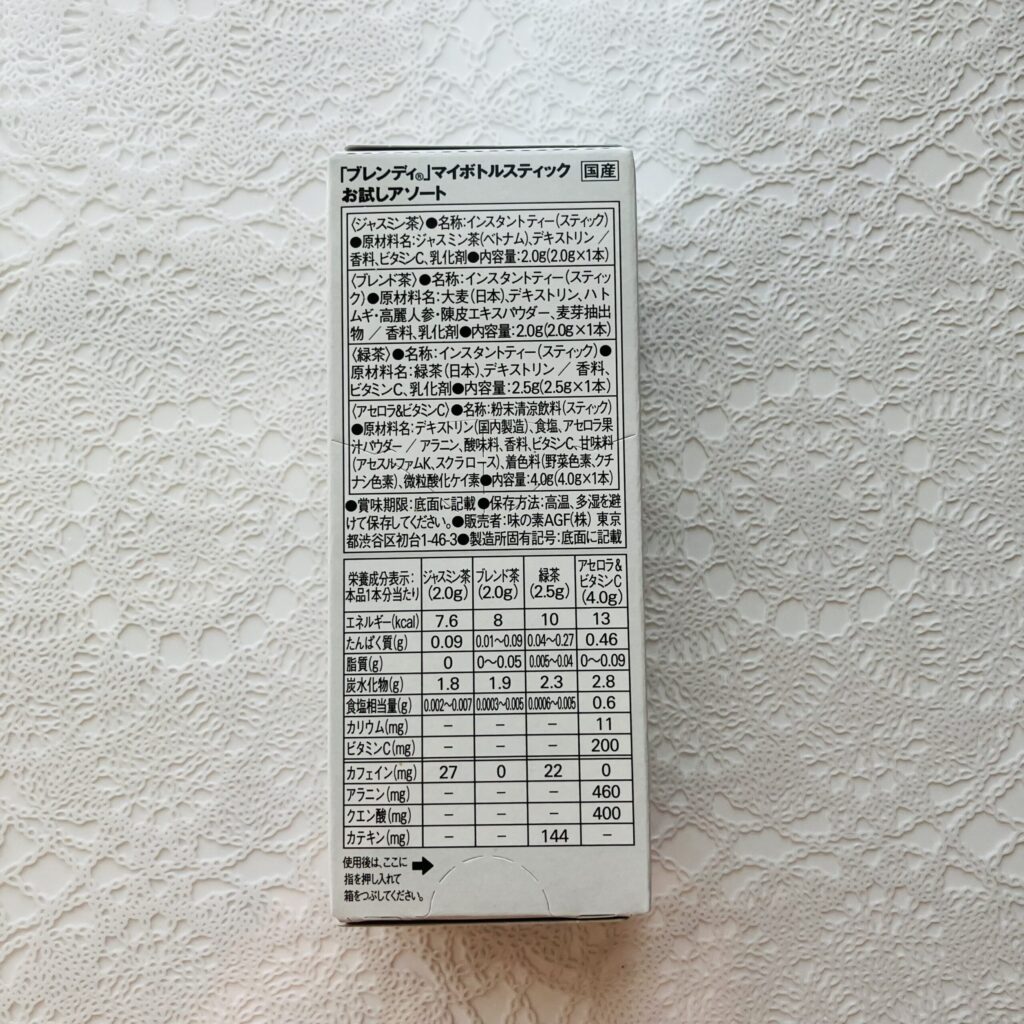 「ブレンディ®」マイボトルスティック 国産
お試しアソート
〈ジャスミン茶〉●名称:インスタントティー(スティック)
●原材料名:ジャスミン茶(ベトナム)、デキストリン/
香料、ビタミンC、乳化剤●内容量:2.0g(2.0g×1本)
〈ブレンド茶〉●名称:インスタントティー(スティッ
ク)●原材料名:大麦(日本)、デキストリン、ハト
ムギ・高麗人参・陳皮エキスパウダー、麦芽抽出
物/香料、乳化剤●内容量:2.0g(2.0g×1本)
〈緑茶〉●名称:インスタントティー(スティック)●
原材料名:緑茶(日本)、デキストリン/香料、
ビタミンC、乳化剤●内容量:2.5g(2.5g×1本)
〈アセロラ&ビタミンC〉●名称:粉末清涼飲料(スティック)
●原材料名:デキストリン(国内製造)、食塩、アセロラ果
汁パウダー/アラニン、酸味料、香料、ビタミンC、甘味料
(アセスルファムK、スクラロース)、着色料(野菜色素、クチ
ナシ色素)、微粒酸化ケイ素●内容量:4.0g(4.0g×1本)
●賞味期限:底面に記載●保存方法:高温、多湿を避
けて保存してください。●販売者:味の素AGF(株) 東京
都渋谷区初台1-46-3●製造所固有記号:底面に記載
栄養成分表示: 本品1本分当たり ジャスミン茶 (2.0g) ブレンド茶 (2.0g) 緑茶 (2.5g) アセロラ& ビタミンC (4.0g)
エネルギー(kcal) 7.6 8 10 13
たんぱく質(g) 0.09 0.01〜0.09 0.04〜0.27 0.46
脂質(g) 0 0〜0.05 0.005〜0.04 0〜0.09
炭水化物(g) 1.8 1.9 2.3 2.8
食塩相当量(g) 0.002〜0.007 0.0003〜0.005 0.0006〜0.005 0.6
カリウム(mg) − − − 11
ビタミンC(mg) − − − 200
カフェイン(mg) 27 0 22 0
アラニン(mg) − − − 460
クエン酸(mg) − − − 400
カテキン(mg) − − 144 −
使用後は、ここに
指を押し入れて
箱をつぶしてください。